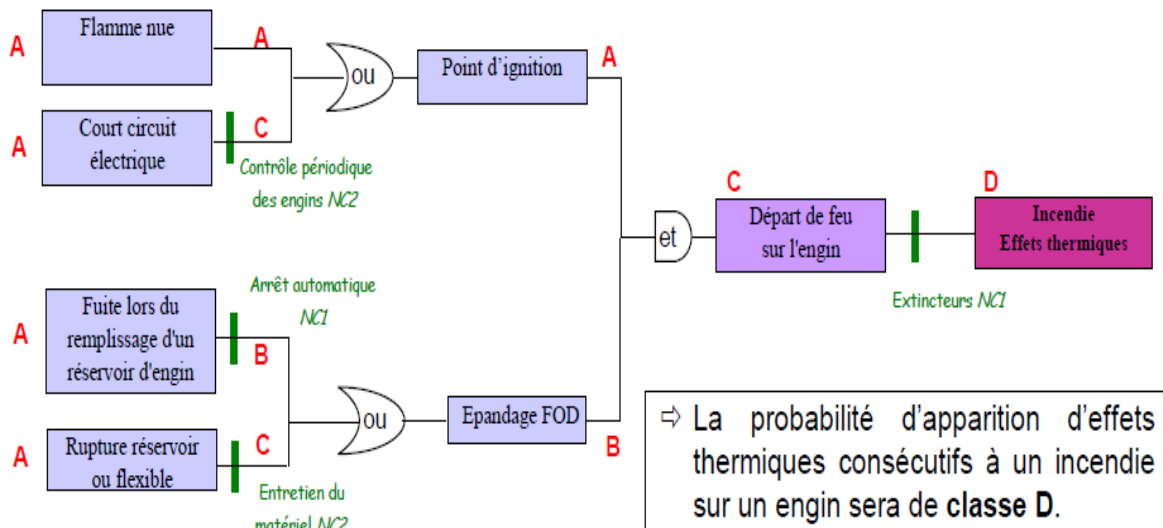 A
Flamme nue
A
ou
Point d'ignition
A
A
Court circuit
électrique
C
Contrôle périodique
des engins NC2
C
Départ de feu
sur l'engin
D
Incendie
Effets thermiques
et
Extincteurs NC1
Arrêt automatique
NC1
A
Fuite lors du
remplissage d'un
réservoir d'engin
B
ou
Epandage FOD
B
A
Rupture réservoir
ou flexible
C
Entretien du
matériel NC2
⇨ La probabilité d'apparition d'effets
thermiques consécutifs à un incendie
sur un engin sera de classe D.